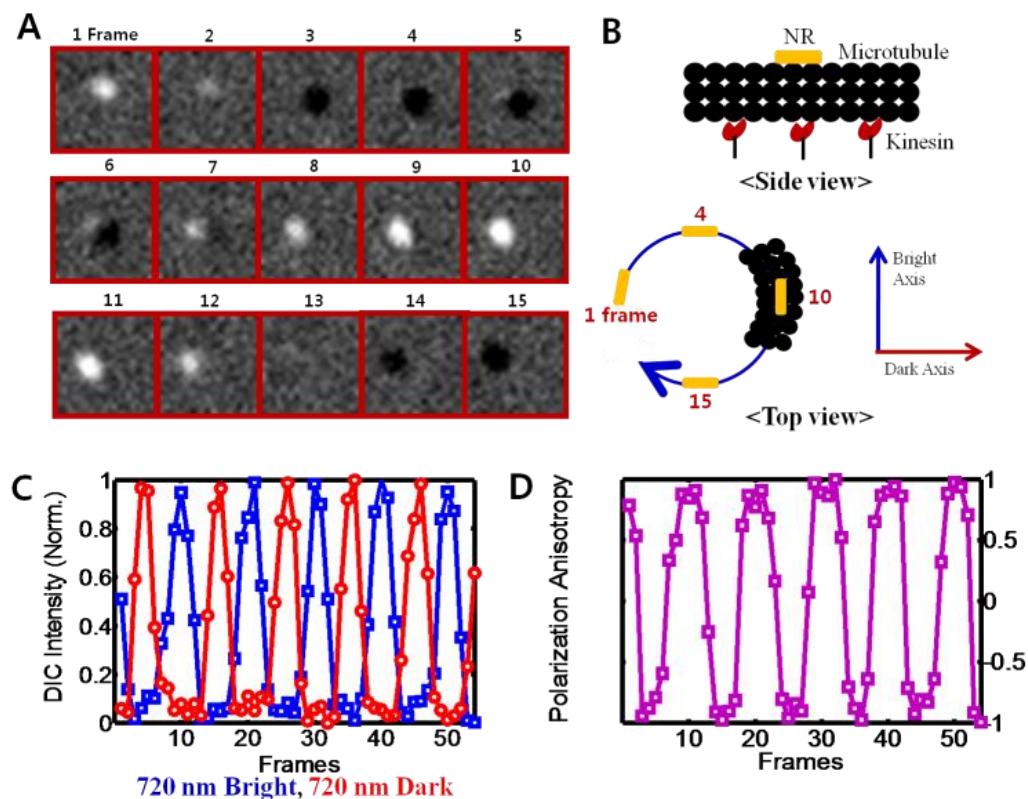 A
1 Frame 2 3 4 5
6 7 8 9 10
11 12 13 14 15
B
NR
Microtubule
Kinesin
<Side view>
4
10
1 frame
15
Bright
Axis
Dark Axis
<Top view>
C
DIC Intensity (Norm.)
1
0.8
0.6
0.4
0.2
0
10 20 30 40 50
Frames
720 nm Bright, 720 nm Dark
D
Polarization Anisotropy
1
0.5
0
-0.5
-1
10 20 30 40 50
Frames